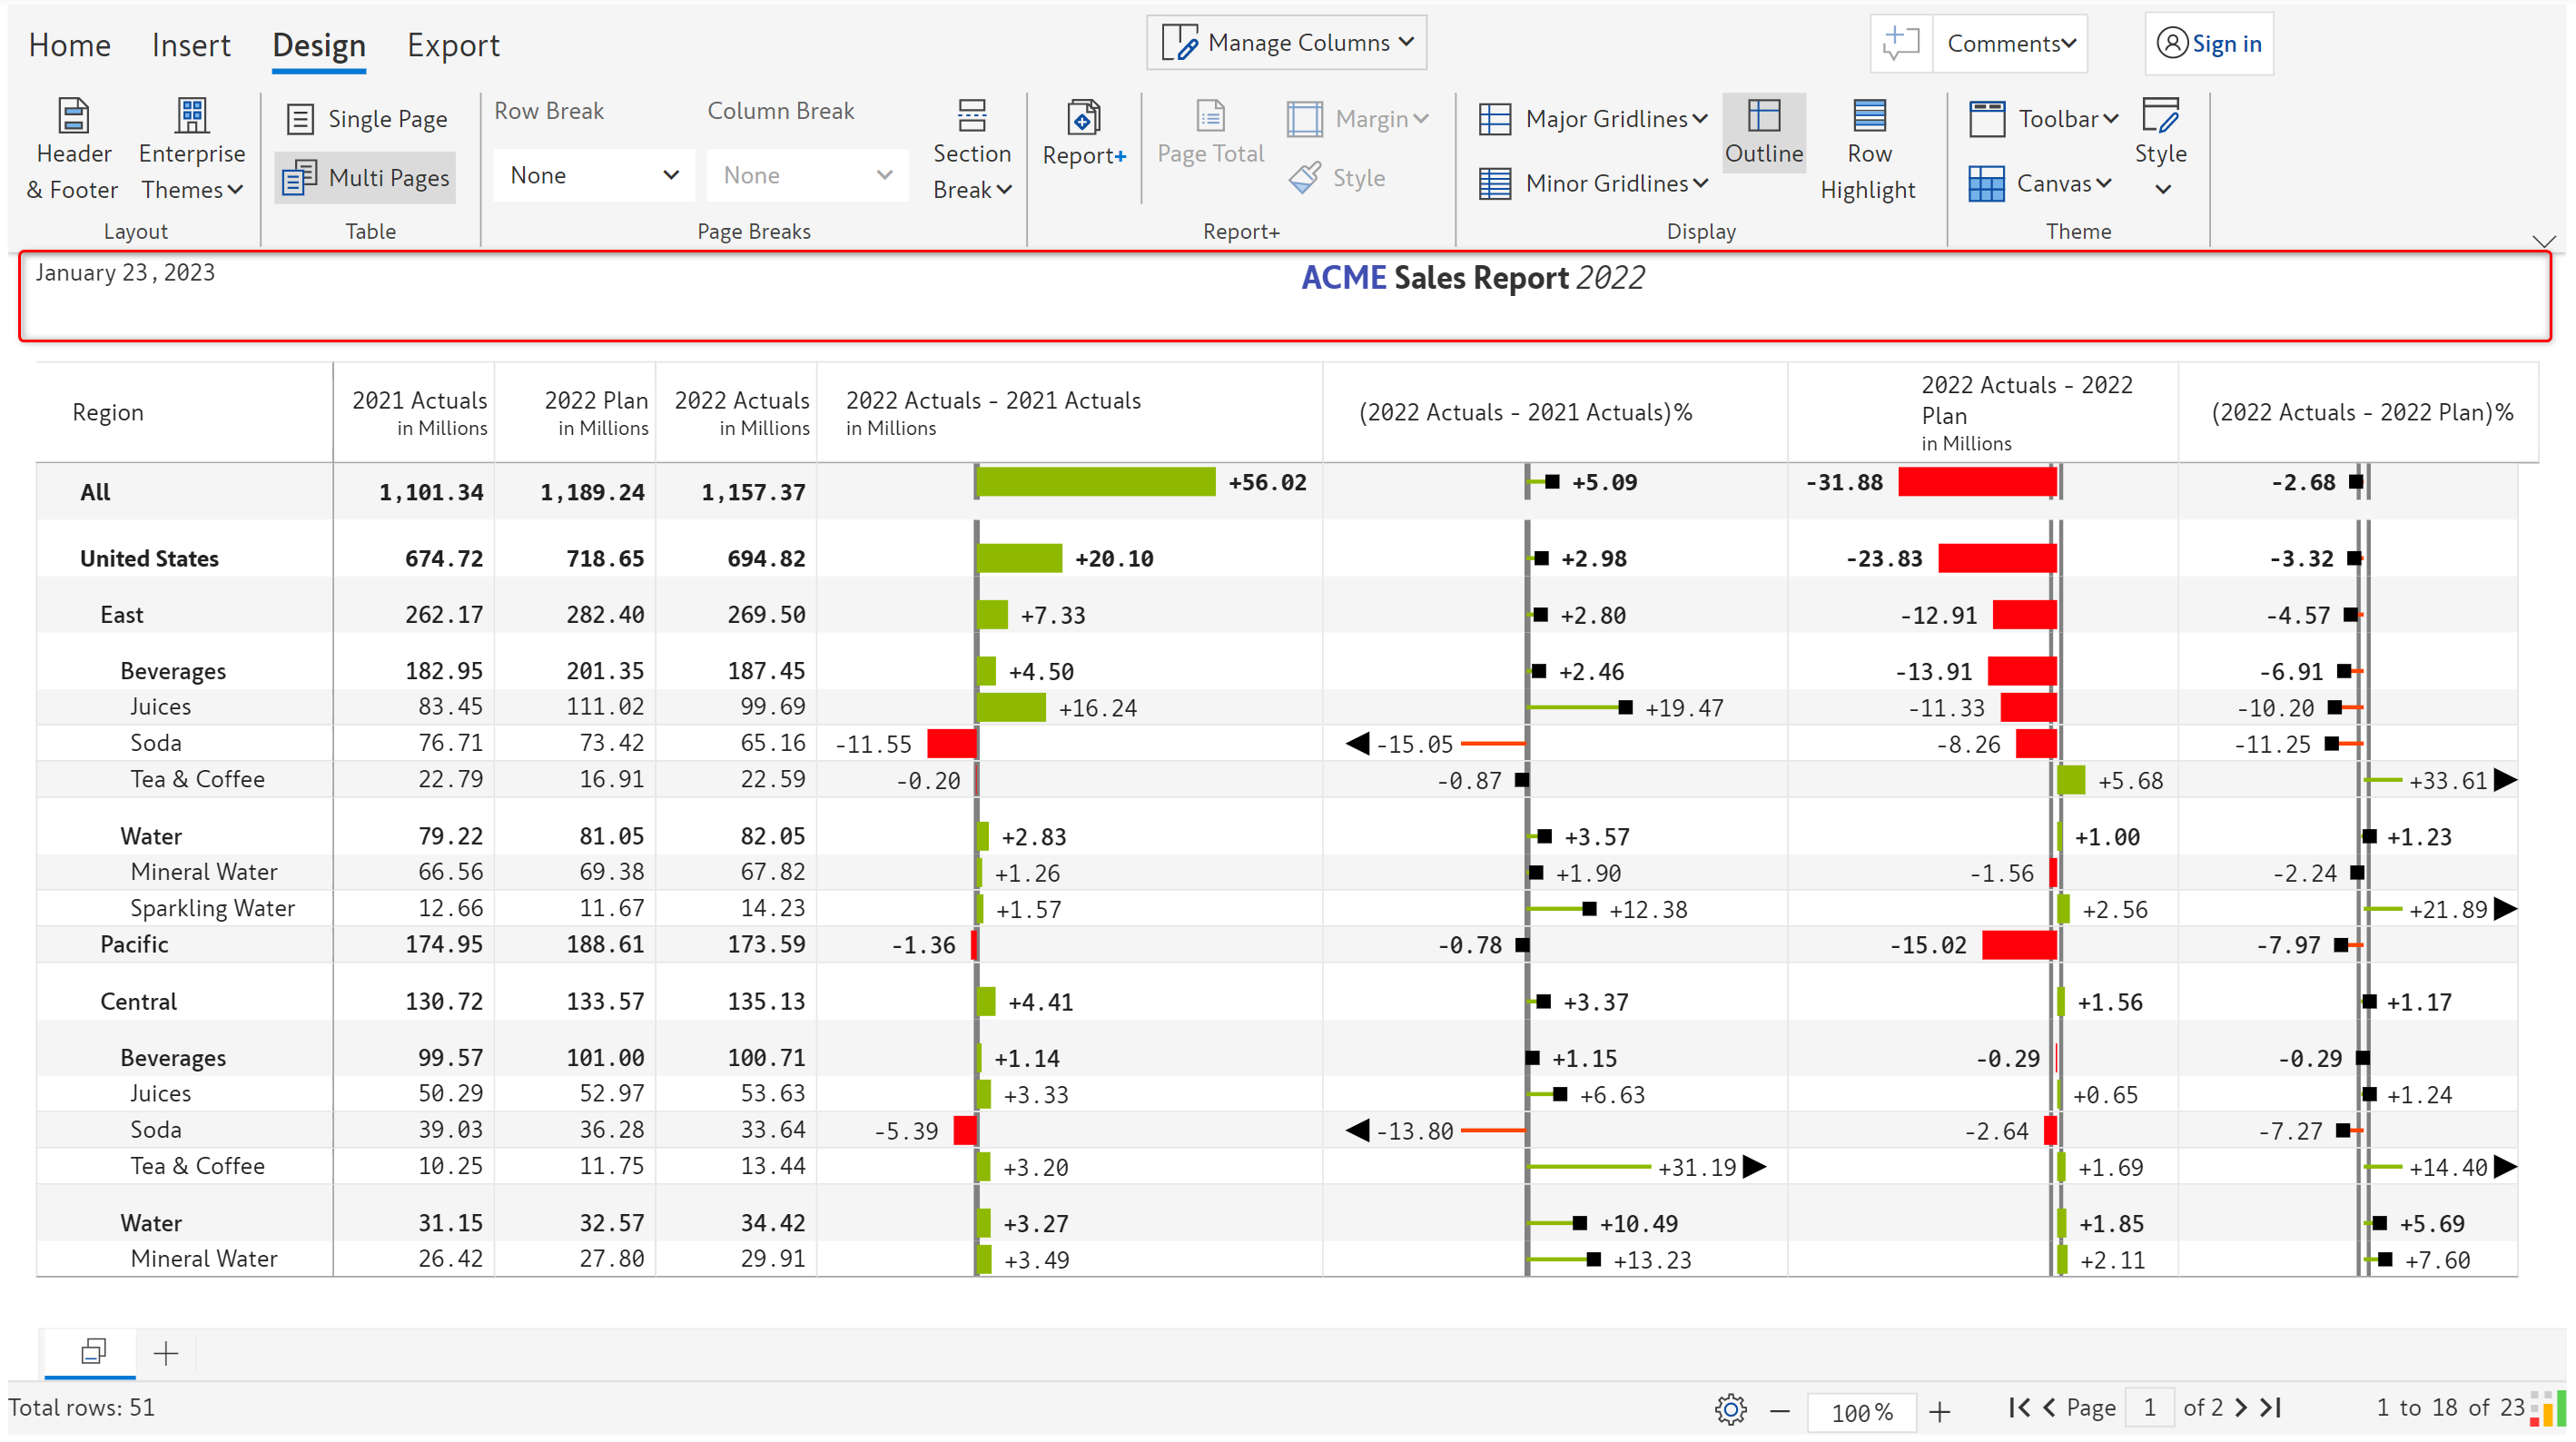 Home Insert Design Export Manage Columns Comments Sign in
Header & Footer
Enterprise Themes
Layout
Single Page
Multi Pages
Table
Row Break Column Break
None None
Section Break
Page Breaks
Report+
Page Total
Margin
Style
Report+
Major Gridlines
Minor Gridlines
Outline
Row Highlight
Display
Toolbar
Canvas
Style
Theme
January 23, 2023 ACME Sales Report 2022
Region
2021 Actuals in Millions
2022 Plan in Millions
2022 Actuals in Millions
2022 Actuals - 2021 Actuals in Millions
(2022 Actuals - 2021 Actuals)%
2022 Actuals - 2022 Plan in Millions
(2022 Actuals - 2022 Plan)%
All 1,101.34 1,189.24 1,157.37 +56.02 +5.09 -31.88 -2.68
United States 674.72 718.65 694.82 +20.10 +2.98 -23.83 -3.32
East 262.17 282.40 269.50 +7.33 +2.80 -12.91 -4.57
Beverages 182.95 201.35 187.45 +4.50 +2.46 -13.91 -6.91
Juices 83.45 111.02 99.69 +16.24 +19.47 -11.33 -10.20
Soda 76.71 73.42 65.16 -11.55 -15.05 -8.26 -11.25
Tea & Coffee 22.79 16.91 22.59 -0.20 -0.87 +5.68 +33.61
Water 79.22 81.05 82.05 +2.83 +3.57 +1.00 +1.23
Mineral Water 66.56 69.38 67.82 +1.26 +1.90 -1.56 -2.24
Sparkling Water 12.66 11.67 14.23 +1.57 +12.38 +2.56 +21.89
Pacific 174.95 188.61 173.59 -1.36 -0.78 -15.02 -7.97
Central 130.72 133.57 135.13 +4.41 +3.37 +1.56 +1.17
Beverages 99.57 101.00 100.71 +1.14 +1.15 -0.29 -0.29
Juices 50.29 52.97 53.63 +3.33 +6.63 +0.65 +1.24
Soda 39.03 36.28 33.64 -5.39 -13.80 -2.64 -7.27
Tea & Coffee 10.25 11.75 13.44 +3.20 +31.19 +1.69 +14.40
Water 31.15 32.57 34.42 +3.27 +10.49 +1.85 +5.69
Mineral Water 26.42 27.80 29.91 +3.49 +13.23 +2.11 +7.60
Total rows: 51 100% Page 1 of 2 1 to 18 of 23